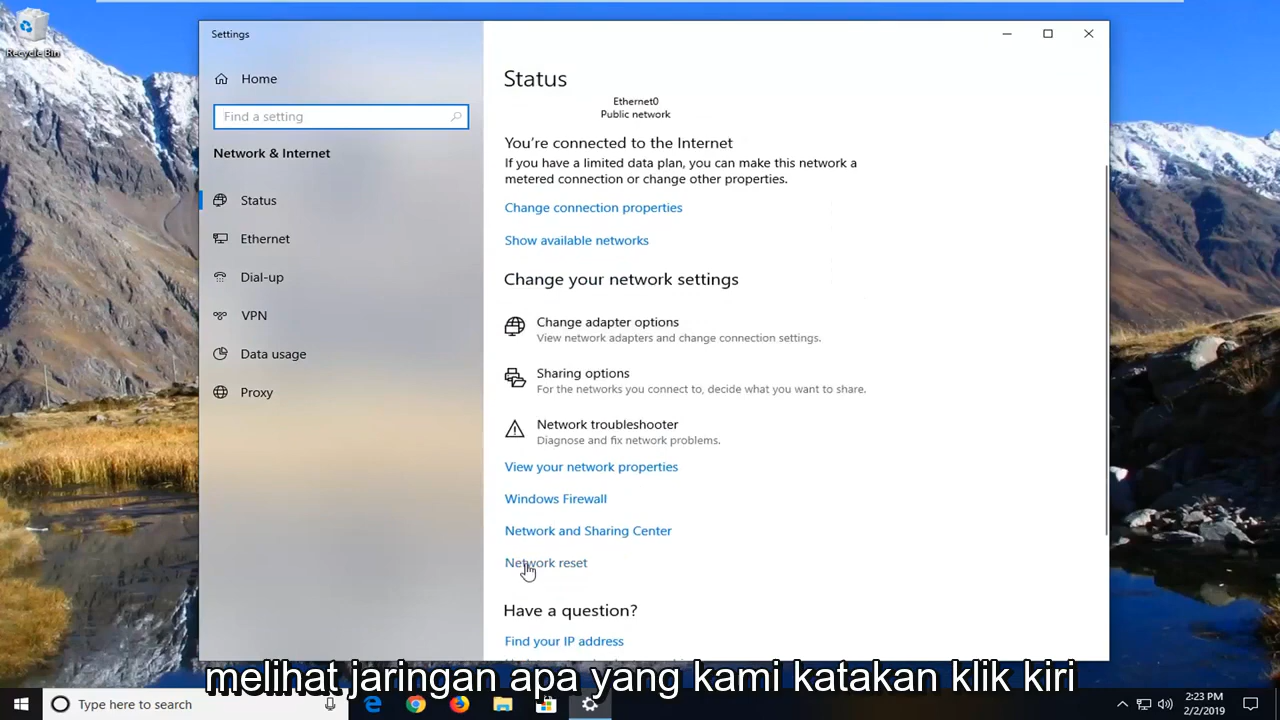 Recycle Bin
Settings
Home
Find a setting
Network & Internet
Status
Ethernet
Dial-up
VPN
Data usage
Proxy
Status
Ethernet0
Public network
You're connected to the Internet
If you have a limited data plan, you can make this network a
metered connection or change other properties.
Change connection properties
Show available networks
Change your network settings
Change adapter options
View network adapters and change connection settings.
Sharing options
For the networks you connect to, decide what you want to share.
Network troubleshooter
Diagnose and fix network problems.
View your network properties
Windows Firewall
Network and Sharing Center
Network reset
Have a question?
Find your IP address
melihat jaringan apa yang kami katakan klik kiri
Type here to search
2:23 PM
2/2/2019